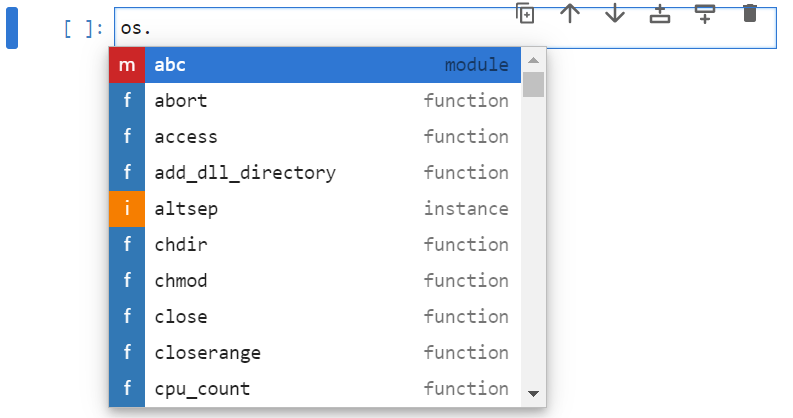 [ ]: os.
m abc module
f abort function
f access function
f add_dll_directory function
i altsep instance
f chdir function
f chmod function
f close function
f closerange function
f cpu_count function